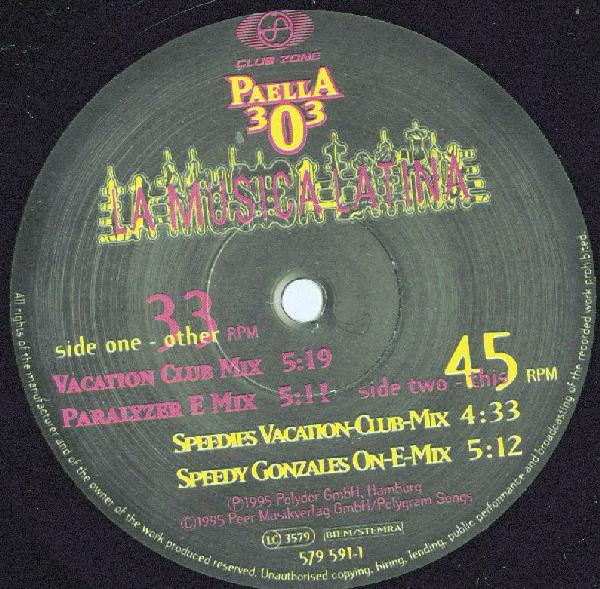 CLUB ZONE
PAELLA
303
LA MUSICA LATINA
33 RPM
side one - other
VACATION CLUB MIX 5:19
PARALYZER E MIX 5:11
45 RPM
side two - this
SPEEDIES VACATION-CLUB-MIX 4:33
SPEEDY GONZALES ON-E-MIX 5:12
(P)1995 Polydor GmbH, Hamburg
(C)1995 Peer Musikverlag GmbH/Polygram Songs
LC 3579 BIEM/STEMRA
579 591-1
All rights of the manufacturer and of the owner of the work produced reserved. Unauthorised copying, hiring, lending, public performance and broadcasting of the recorded work prohibited.